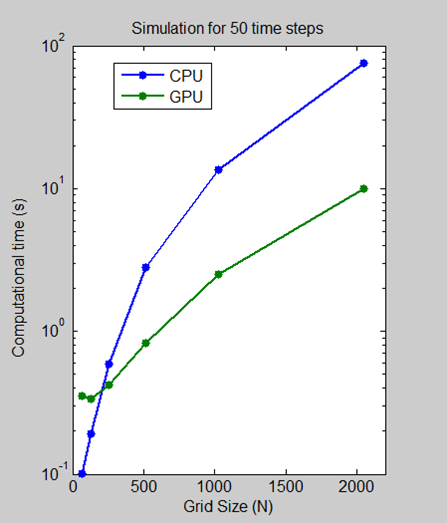 Simulation for 50 time steps
CPU
GPU
Computational time (s)
10^2
10^1
10^0
10^-1
0 500 1000 1500 2000
Grid Size (N)